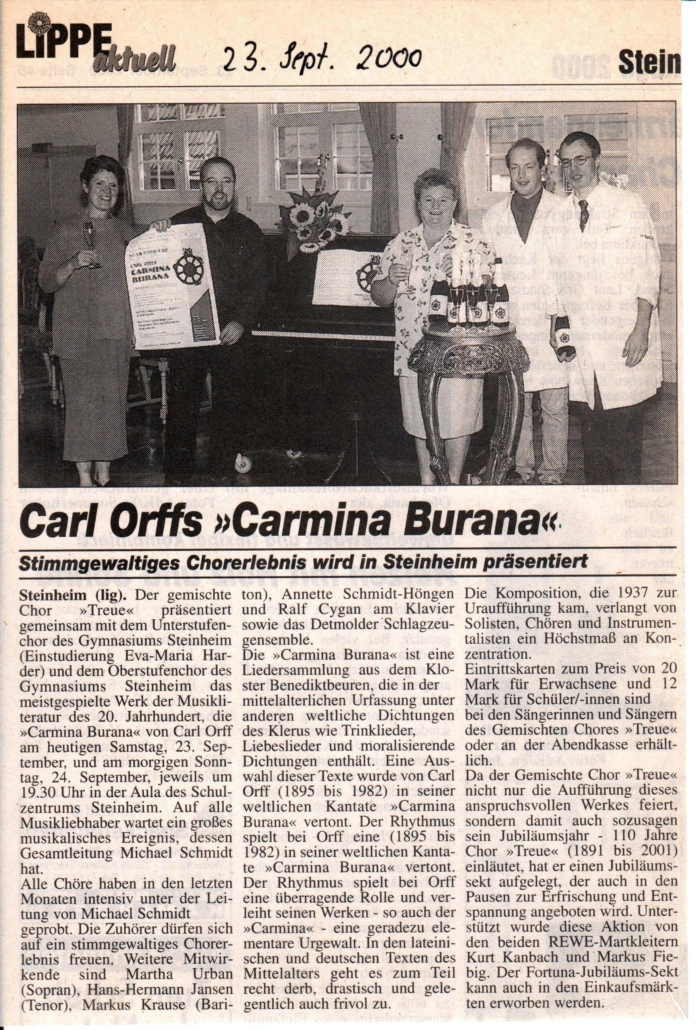 LIPPE
aktuell
23. Sept. 2000
Stein
CARL ORFF
CARMINA
BURANA
Carl Orffs »Carmina Burana«
Stimmgewaltiges Chorerlebnis wird in Steinheim präsentiert
Steinheim (lig). Der gemischte
Chor »Treue« präsentiert
gemeinsam mit dem Unterstufen-
chor des Gymnasiums Steinheim
(Einstudierung Eva-Maria Har-
der) und dem Oberstufenchor des
Gymnasiums Steinheim das
meistgespielte Werk der Musikli-
teratur des 20. Jahrhundert, die
»Carmina Burana« von Carl Orff
am heutigen Samstag, 23. Sep-
tember, und am morgigen Sonn-
tag, 24. September, jeweils um
19.30 Uhr in der Aula des Schul-
zentrums Steinheim. Auf alle
Musikliebhaber wartet ein großes
musikalisches Ereignis, dessen
Gesamtleitung Michael Schmidt
hat.
Alle Chöre haben in den letzten
Monaten intensiv unter der Lei-
tung von Michael Schmidt
geprobt. Die Zuhörer dürfen sich
auf ein stimmgewaltiges Chorer-
lebnis freuen, Weitere Mitwir-
kende sind Martha Urban
(Sopran), Hans-Hermann Jansen
(Tenor), Markus Krause (Bari-
ton), Annette Schmidt-Höngen
und Ralf Cygan am Klavier
sowie das Detmolder Schlagzeu-
gensemble.
Die »Carmina Burana« ist eine
Liedersammlung aus dem Klo-
ster Benediktbeuren, die in der
mittelalterlichen Urfassung unter
anderen weltliche Dichtungen
des Klerus wie Trinklieder,
Liebeslieder und moralisierende
Dichtungen enthält. Eine Aus-
wahl dieser Texte wurde von Carl
Orff (1895 bis 1982) in seiner
weltlichen Kantate »Carmina
Burana« vertont. Der Rhythmus
spielt bei Orff eine (1895 bis
1982) in seiner weltlichen Kanta-
te »Carmina Burana« vertont.
Der Rhythmus spielt bei Orff
eine überragende Rolle und ver-
leiht seinen Werken - so auch der
»Carmina« - eine geradezu ele-
mentare Urgewalt. In den lateini-
schen und deutschen Texten des
Mittelalters geht es zum Teil
recht derb, drastisch und gele-
gentlich auch frivol zu.
Die Komposition, die 1937 zur
Uraufführung kam, verlangt von
Solisten, Chören und Instrumen-
talisten ein Höchstmaß an Kon-
zentration.
Eintrittskarten zum Preis von 20
Mark für Erwachsene und 12
Mark für Schüler/-innen sind
bei den Sängerinnen und Sängern
des Gemischten Chores »Treue«
oder an der Abendkasse erhält-
lich.
Da der Gemischte Chor »Treue«
nicht nur die Aufführung dieses
anspruchsvollen Werkes feiert,
sondern damit auch sozusagen
sein Jubiläumsjahr - 110 Jahre
Chor »Treue« (1891 bis 2001)
einläutet, hat er einen Jubiläums-
sekt aufgelegt, der auch in den
Pausen zur Erfrischung und Ent-
spannung angeboten wird. Unter-
stützt wurde diese Aktion von
den beiden REWE-Martkleitern
Kurt Kanbach und Markus Fie-
big. Der Fortuna-Jubiläums-Sekt
kann auch in den Einkaufsmärk-
ten erworben werden.